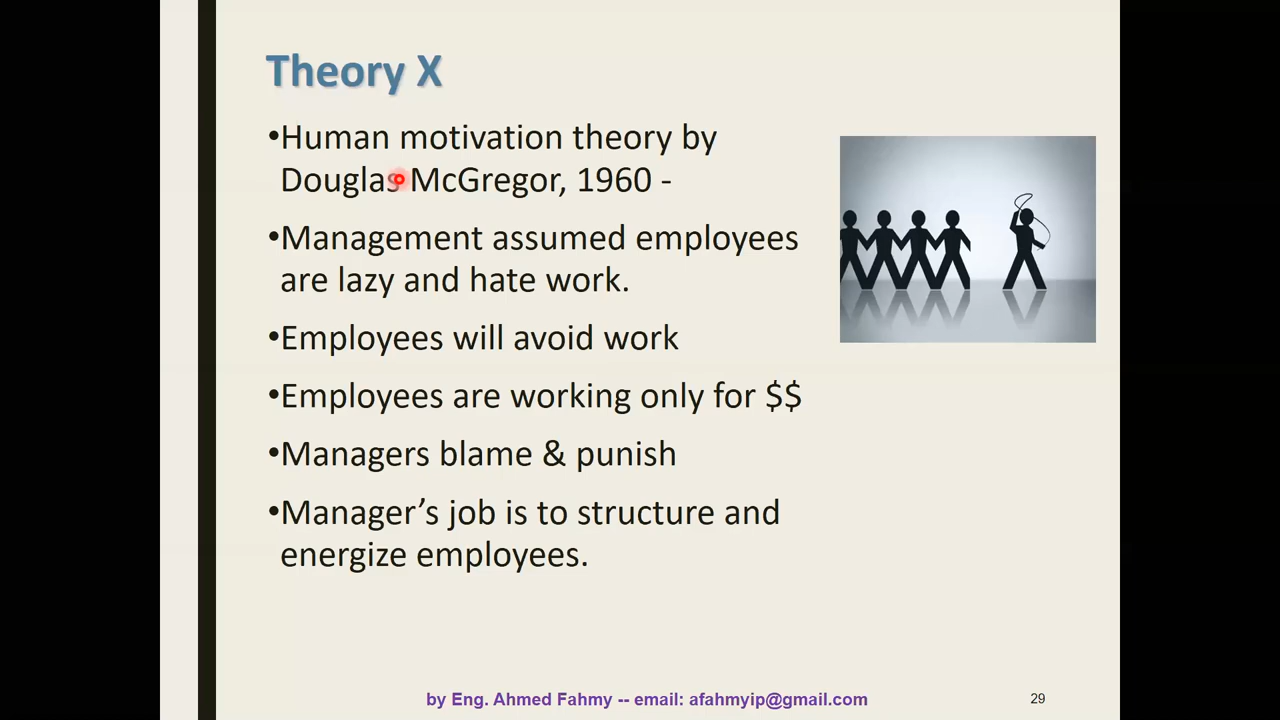 Theory X
•Human motivation theory by
Douglas McGregor, 1960 -
•Management assumed employees
are lazy and hate work.
•Employees will avoid work
•Employees are working only for $$
•Managers blame & punish
•Manager’s job is to structure and
energize employees.
by Eng. Ahmed Fahmy -- email: afahmyip@gmail.com
29